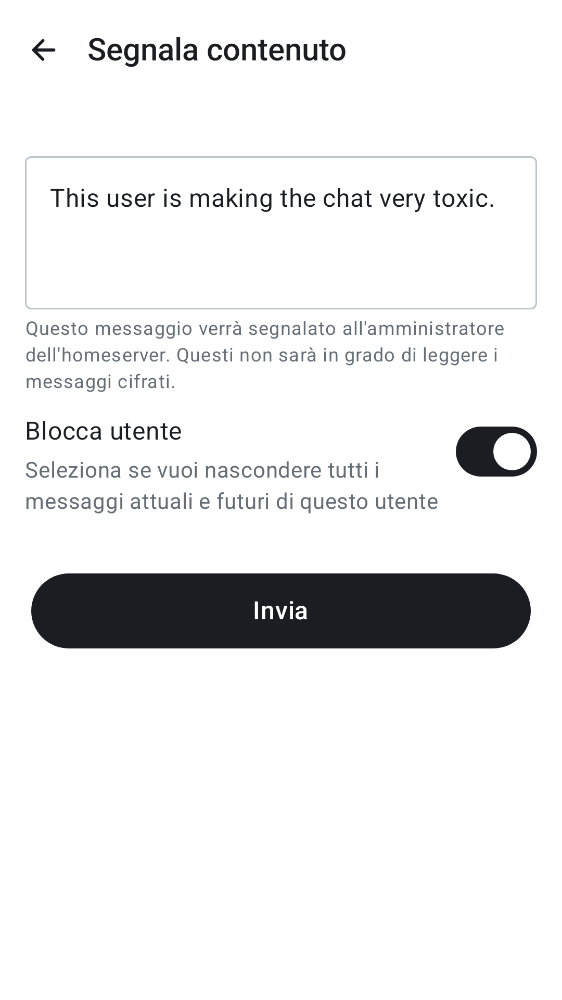 Segnala contenuto
This user is making the chat very toxic.
Questo messaggio verrà segnalato all'amministratore
dell'homeserver. Questi non sarà in grado di leggere i
messaggi cifrati.
Blocca utente
Seleziona se vuoi nascondere tutti i
messaggi attuali e futuri di questo utente
Invia